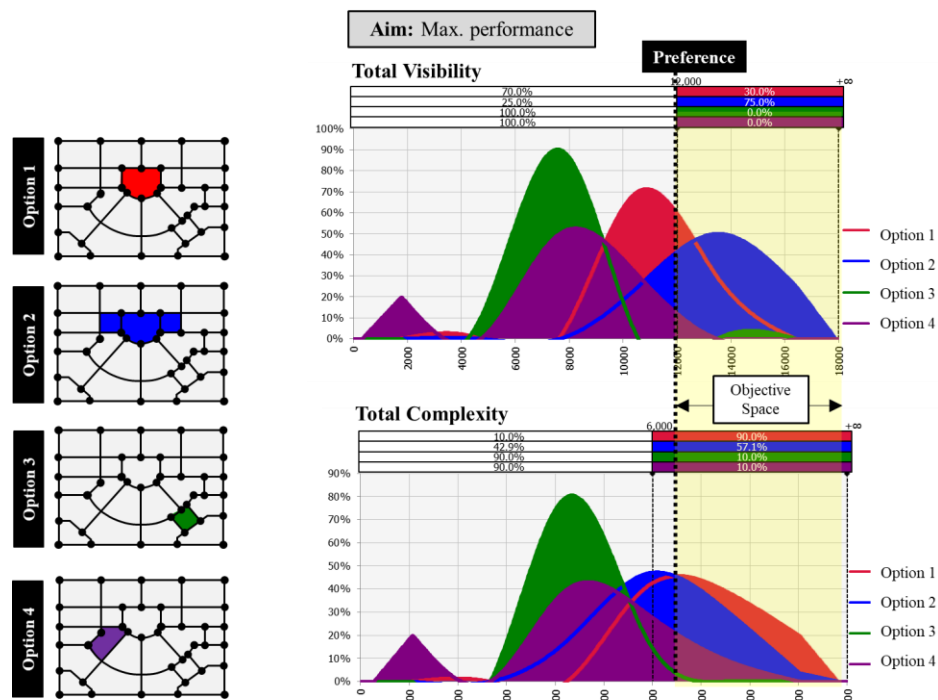 Aim: Max. performance
Preference
Total Visibility
12,000
+∞
70.0% 30.0%
25.0% 75.0%
100.0% 0.0%
100.0% 0.0%
100%
90%
80%
70%
60%
50%
40%
30%
20%
10%
0%
0
2000
4000
6000
8000
10000
12000
14000
16000
18000
Option 1
Option 2
Option 3
Option 4
Option 1
Option 2
Option 3
Option 4
Objective
Space
Total Complexity
6,000
+∞
10.0% 90.0%
42.9% 57.1%
90.0% 10.0%
90.0% 10.0%
90%
80%
70%
60%
50%
40%
30%
20%
10%
0%
0
Option 1
Option 2
Option 3
Option 4